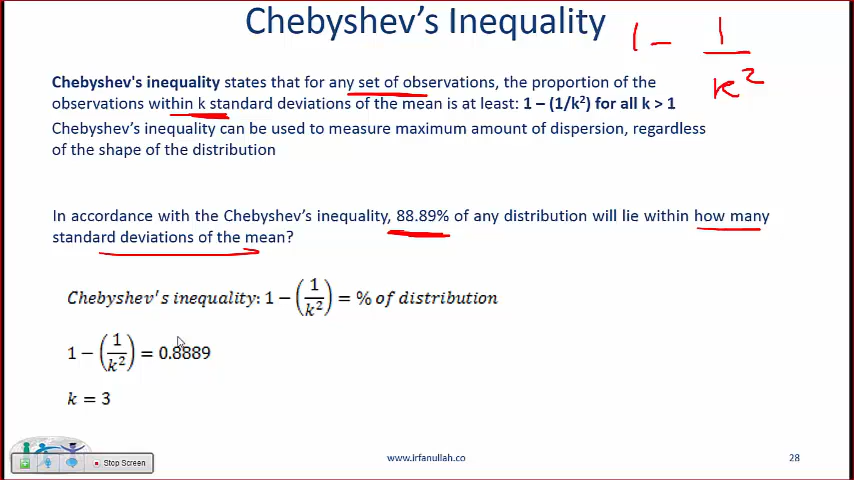 Chebyshev's Inequality
1 - 1/k²
Chebyshev's inequality states that for any set of observations, the proportion of the
observations within k standard deviations of the mean is at least: 1 – (1/k²) for all k > 1
Chebyshev's inequality can be used to measure maximum amount of dispersion, regardless
of the shape of the distribution
In accordance with the Chebyshev's inequality, 88.89% of any distribution will lie within how many
standard deviations of the mean?
Chebyshev's inequality: 1 − (1/k²) = % of distribution
1 − (1/k²) = 0.8889
k = 3
Stop Screen
www.irfanullah.co
28